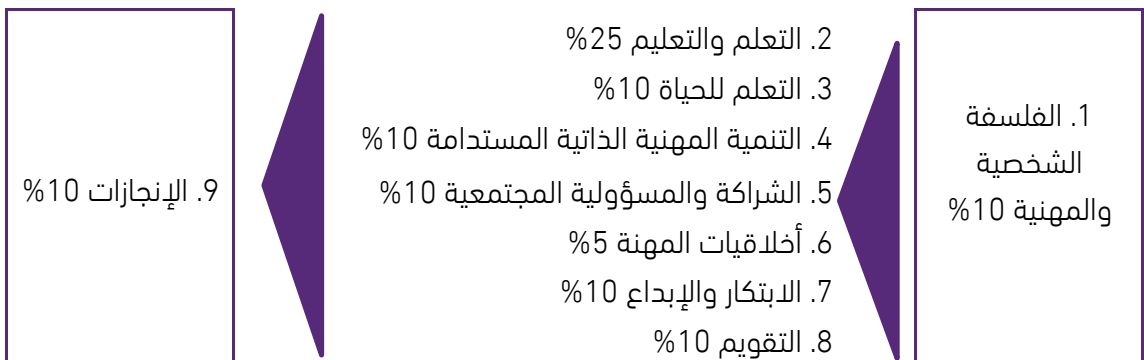 1. الفلسفة
الشخصية
والمهنية 10%
2. التعلم والتعليم 25%
3. التعلم للحياة 10%
4. التنمية المهنية الذاتية المستدامة 10%
5. الشراكة والمسؤولية المجتمعية 10%
6. أخلاقيات المهنة 5%
7. الابتكار والإبداع 10%
8. التقويم 10%
9. الإنجازات 10%